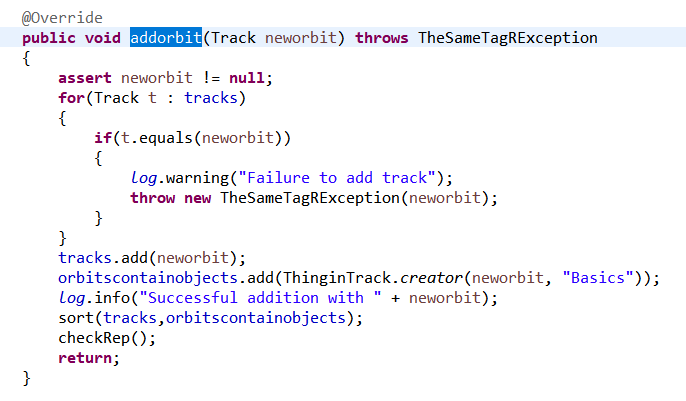 @Override
public void addorbit(Track neworbit) throws TheSameTagRException
{
    assert neworbit != null;
    for(Track t : tracks)
    {
        if(t.equals(neworbit))
        {
            log.warning("Failure to add track");
            throw new TheSameTagRException(neworbit);
        }
    }
    tracks.add(neworbit);
    orbitscontainobjects.add(ThinginTrack.creator(neworbit, "Basics"));
    log.info("Successful addition with " + neworbit);
    sort(tracks,orbitscontainobjects);
    checkRep();
    return;
}